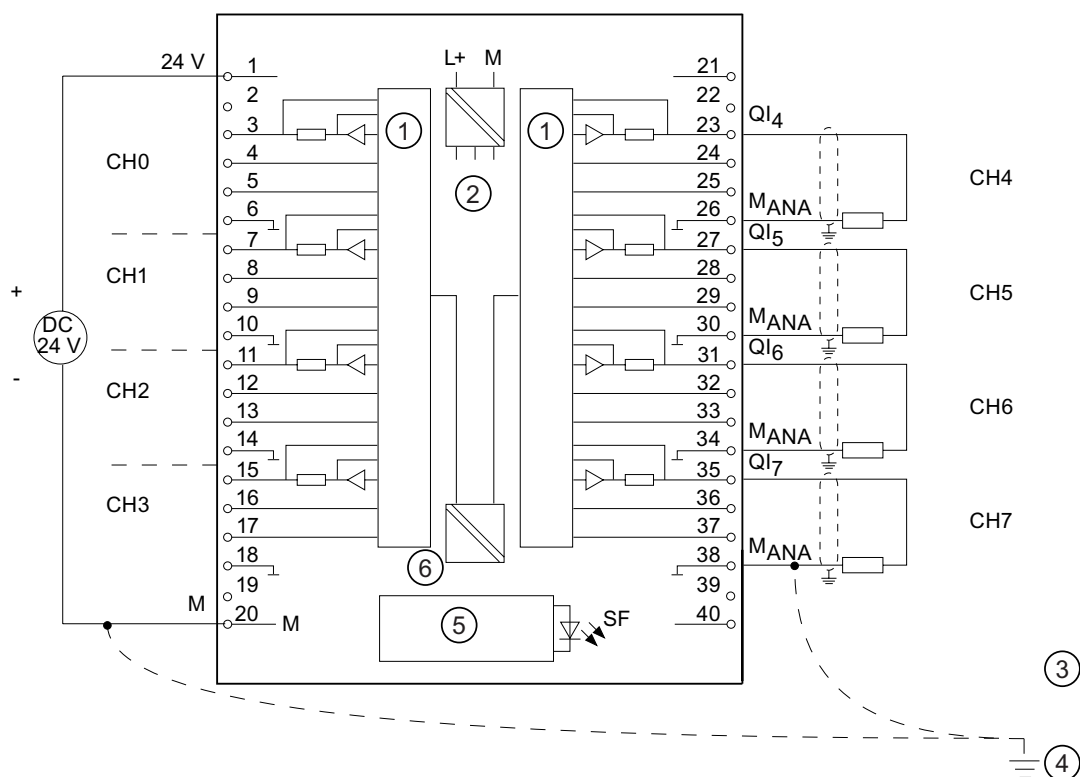 24 V 1 L+ M 21
2 22
3 1 1 23 QI4
CH0 4 24 CH4
5 2 25
6 26 MANA
7 27 QI5
CH1 8 28 CH5
9 29
+
10 30 MANA
DC
24 V
11 31 QI6
-
CH2 12 32 CH6
13 33
14 34 MANA
15 35 QI7
CH3 16 36 CH7
17 37
18 6 38 MANA
19 39
M 20 M 5 SF 40
3
4